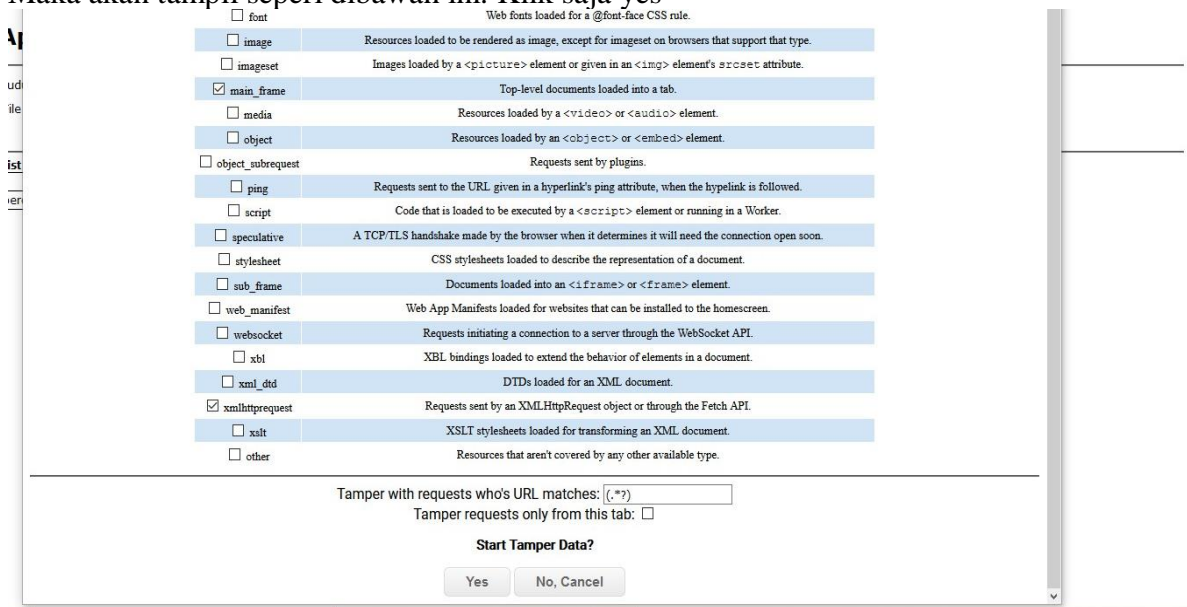 Maka akan tampil seperi dibawah ini. Klik saja yes
font Web fonts loaded for a @font-face CSS rule.
image Resources loaded to be rendered as image, except for imageset on browsers that support that type.
imageset Images loaded by a <picture> element or given in an <img> element's srcset attribute.
main_frame Top-level documents loaded into a tab.
media Resources loaded by a <video> or <audio> element.
object Resources loaded by an <object> or <embed> element.
object_subrequest Requests sent by plugins.
ping Requests sent to the URL given in a hyperlink's ping attribute, when the hypelink is followed.
script Code that is loaded to be executed by a <script> element or running in a Worker.
speculative A TCP/TLS handshake made by the browser when it determines it will need the connection open soon.
stylesheet CSS stylesheets loaded to describe the representation of a document.
sub_frame Documents loaded into an <iframe> or <frame> element.
web_manifest Web App Manifests loaded for websites that can be installed to the homescreen.
websocket Requests initiating a connection to a server through the WebSocket API.
xbl XBL bindings loaded to extend the behavior of elements in a document.
xml_dtd DTDs loaded for an XML document.
xmlhttprequest Requests sent by an XMLHttpRequest object or through the Fetch API.
xslt XSLT stylesheets loaded for transforming an XML document.
other Resources that aren't covered by any other available type.
Tamper with requests who's URL matches: (.*?)
Tamper requests only from this tab:
Start Tamper Data?
Yes No, Cancel